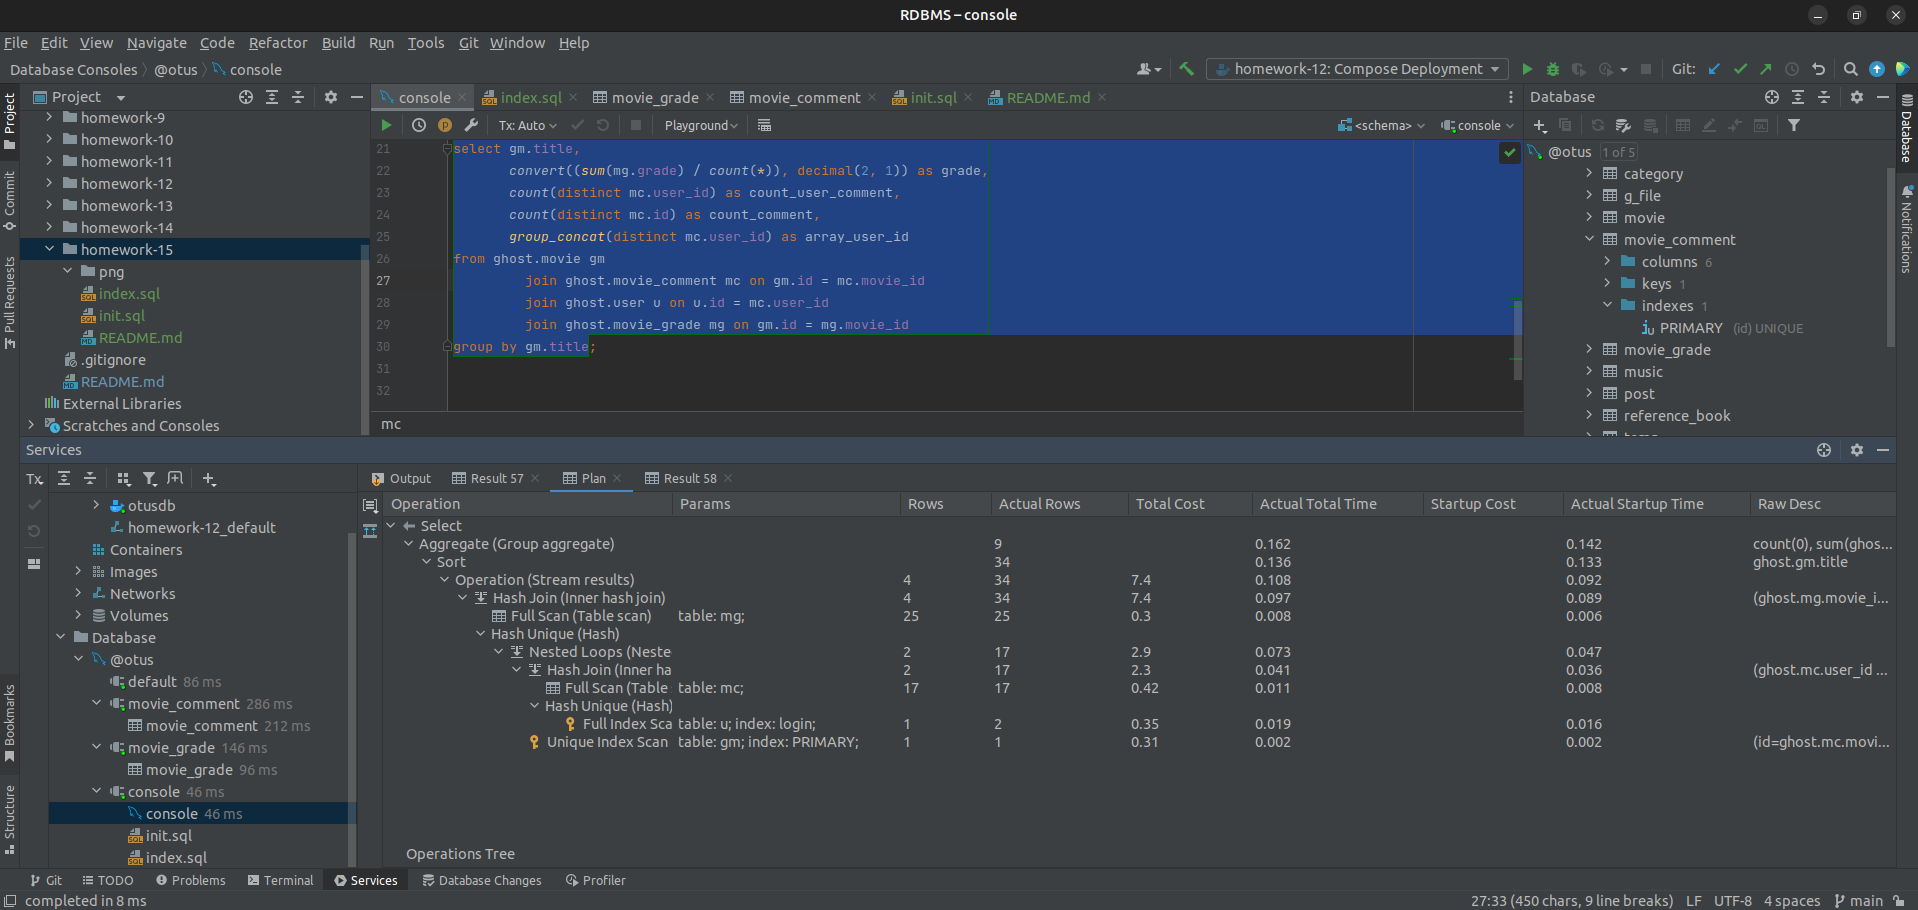 RDBMS – console
File Edit View Navigate Code Refactor Build Run Tools Git Window Help
Database Consoles @otus console
homework-12: Compose Deployment
Git:
Project
console
index.sql
movie_grade
movie_comment
init.sql
README.md
Database
Tx: Auto
Playground
<schema>
console
Project
Commit
Pull Requests
Bookmarks
Structure
homework-9
homework-10
homework-11
homework-12
homework-13
homework-14
homework-15
png
index.sql
init.sql
README.md
.gitignore
README.md
External Libraries
Scratches and Consoles
21 select gm.title,
22 convert((sum(mg.grade) / count(*)), decimal(2, 1)) as grade,
23 count(distinct mc.user_id) as count_user_comment,
24 count(distinct mc.id) as count_comment,
25 group_concat(distinct mc.user_id) as array_user_id
26 from ghost.movie gm
27 join ghost.movie_comment mc on gm.id = mc.movie_id
28 join ghost.user u on u.id = mc.user_id
29 join ghost.movie_grade mg on gm.id = mg.movie_id
30 group by gm.title;
31
32
mc
@otus 1 of 5
category
g_file
movie
movie_comment
columns 6
keys 1
indexes 1
PRIMARY (id) UNIQUE
movie_grade
music
post
reference_book
Database
Notifications
Services
Tx
otusdb
homework-12_default
Containers
Images
Networks
Volumes
Database
@otus
default 86 ms
movie_comment 286 ms
movie_comment 212 ms
movie_grade 146 ms
movie_grade 96 ms
console 46 ms
console 46 ms
init.sql
index.sql
Output
Result 57
Plan
Result 58
Operation Params Rows Actual Rows Total Cost Actual Total Time Startup Cost Actual Startup Time Raw Desc
Select
Aggregate (Group aggregate) 9 0.162 0.142 count(0), sum(ghos...
Sort 34 0.136 0.133 ghost.gm.title
Operation (Stream results) 4 34 7.4 0.108 0.092
Hash Join (Inner hash join) 4 34 7.4 0.097 0.089 (ghost.mg.movie_i...
Full Scan (Table scan) table: mg; 25 25 0.3 0.008 0.006
Hash Unique (Hash)
Nested Loops (Neste 2 17 2.9 0.073 0.047
Hash Join (Inner ha 2 17 2.3 0.041 0.036 (ghost.mc.user_id ...
Full Scan (Table table: mc; 17 17 0.42 0.011 0.008
Hash Unique (Hash)
Full Index Sca table: u; index: login; 1 2 0.35 0.019 0.016
Unique Index Scan table: gm; index: PRIMARY; 1 1 0.31 0.002 0.002 (id=ghost.mc.movi...
Operations Tree
Git TODO Problems Terminal Services Database Changes Profiler
completed in 8 ms
27:33 (450 chars, 9 line breaks) LF UTF-8 4 spaces main